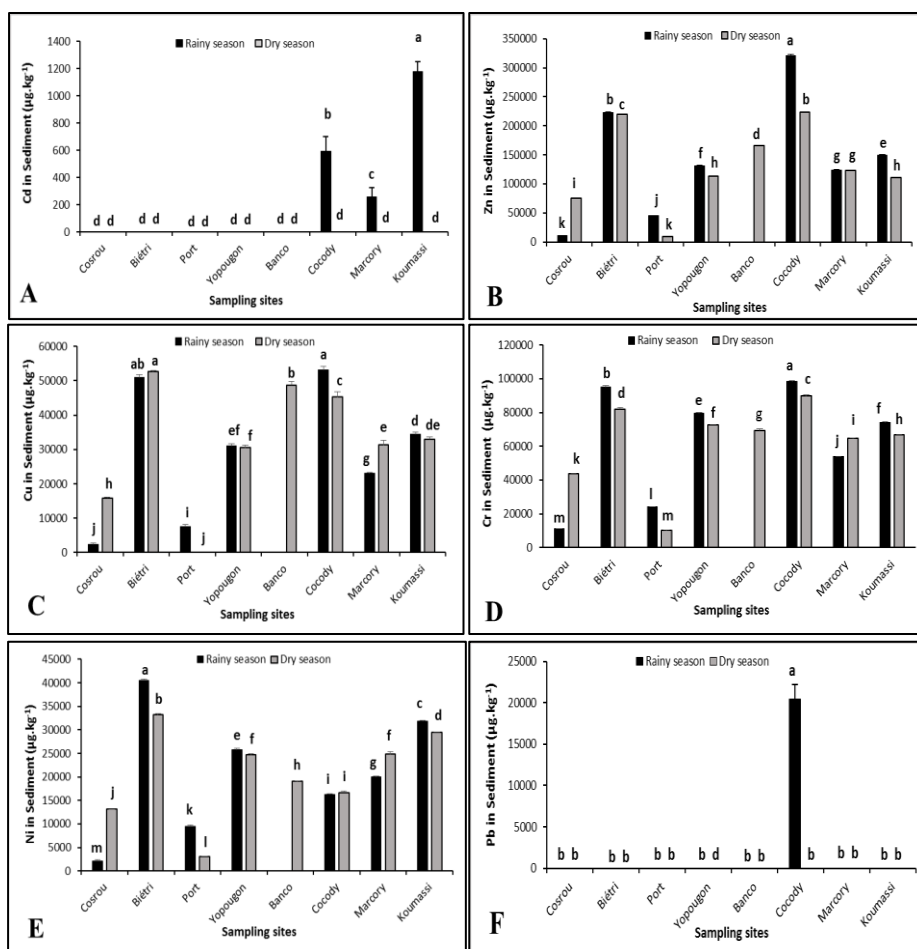 Rainy season Dry season
Cd in Sediment (µg.kg⁻¹)
1400
1200
1000
800
600
400
200
0
d d d d d d d d d d b d c d a d
Cosrou Biétri Port Yopougon Banco Cocody Marcory Koumassi
Sampling sites
A
Rainy season Dry season
Zn in Sediment (µg.kg⁻¹)
350000
300000
250000
200000
150000
100000
50000
0
k i b c j k f h d a b g g e h
Cosrou Biétri Port Yopougon Banco Cocody Marcory Koumassi
Sampling sites
B
Rainy season Dry season
Cu in Sediment (µg.kg⁻¹)
60000
50000
40000
30000
20000
10000
0
j h ab a i j ef f b a c g e d de
Cosrou Biétri Port Yopougon Banco Cocody Marcory Koumassi
Sampling sites
C
Rainy season Dry season
Cr in Sediment (µg.kg⁻¹)
120000
100000
80000
60000
40000
20000
0
m k b d l m e f g a c j i f h
Cosrou Biétri Port Yopougon Banco Cocody Marcory Koumassi
Sampling sites
D
Rainy season Dry season
Ni in Sediment (µg.kg⁻¹)
45000
40000
35000
30000
25000
20000
15000
10000
5000
0
m j a b k l e f h i i g f c d
Cosrou Biétri Port Yopougon Banco Cocody Marcory Koumassi
Sampling sites
E
Rainy season Dry season
Pb in Sediment (µg.kg⁻¹)
25000
20000
15000
10000
5000
0
b b b b b b b d b b a b b b b b
Cosrou Biétri Port Yopougon Banco Cocody Marcory Koumassi
Sampling sites
F